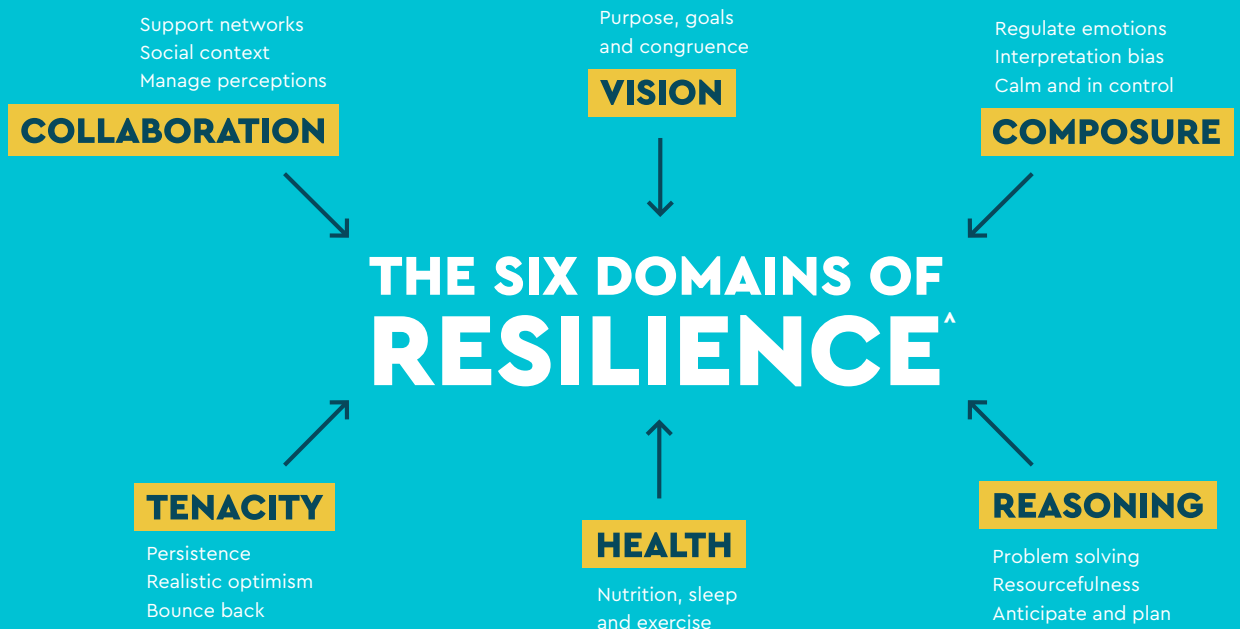 Support networks
Social context
Manage perceptions
COLLABORATION
Purpose, goals
and congruence
VISION
Regulate emotions
Interpretation bias
Calm and in control
COMPOSURE
THE SIX DOMAINS OF
RESILIENCE^
TENACITY
Persistence
Realistic optimism
Bounce back
HEALTH
Nutrition, sleep
and exercise
REASONING
Problem solving
Resourcefulness
Anticipate and plan